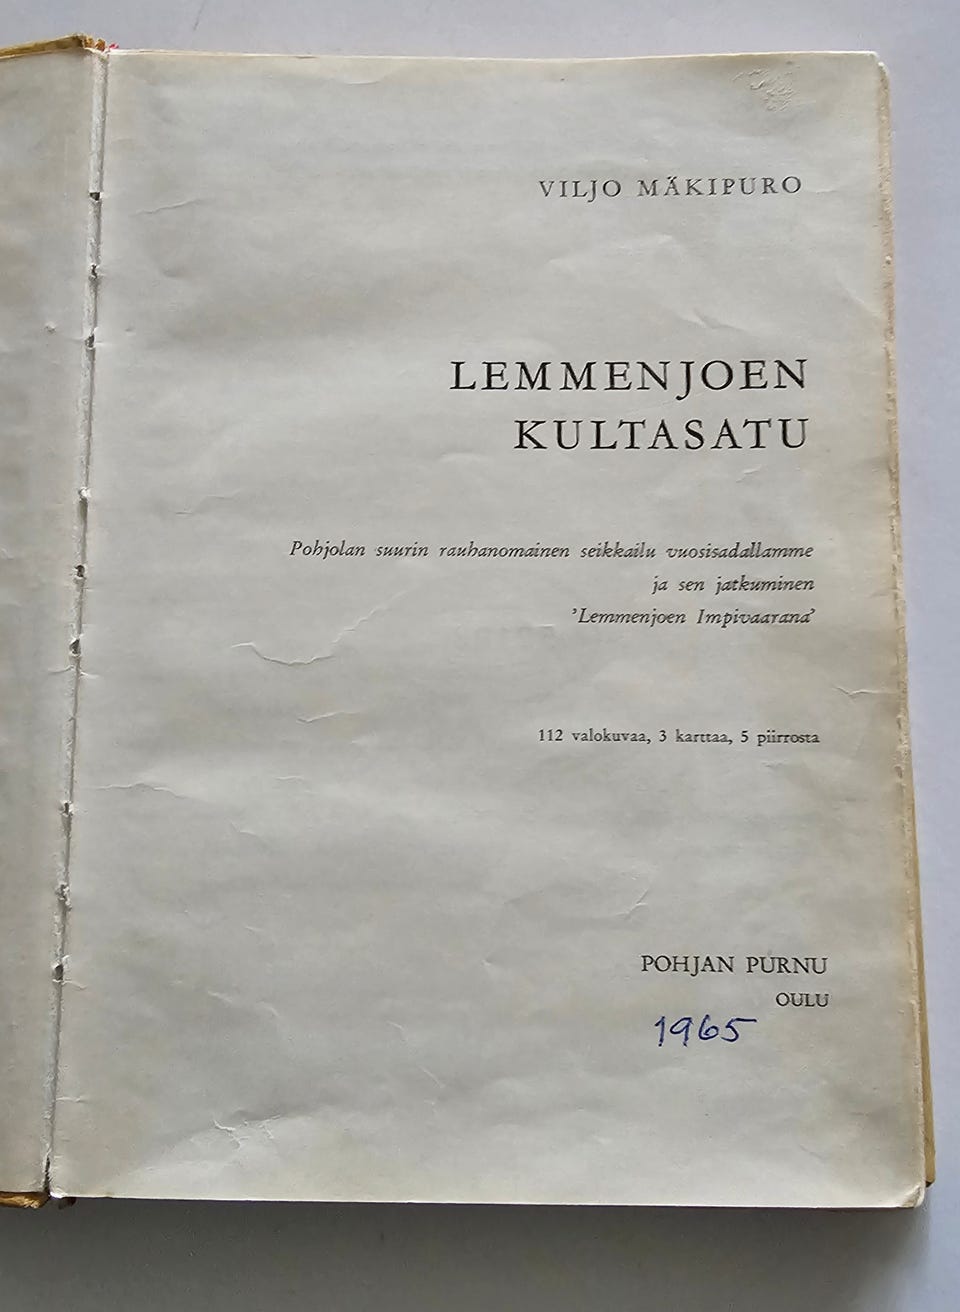 VILJO MÄKIPURO
LEMMENJOEN
KULTASATU
Pohjolan suurin rauhanomainen seikkailu vuosisadallamme
ja sen jatkuminen
’Lemmenjoen Impivaarana’
112 valokuvaa, 3 karttaa, 5 piirrosta
POHJAN PURNU
OULU
1965